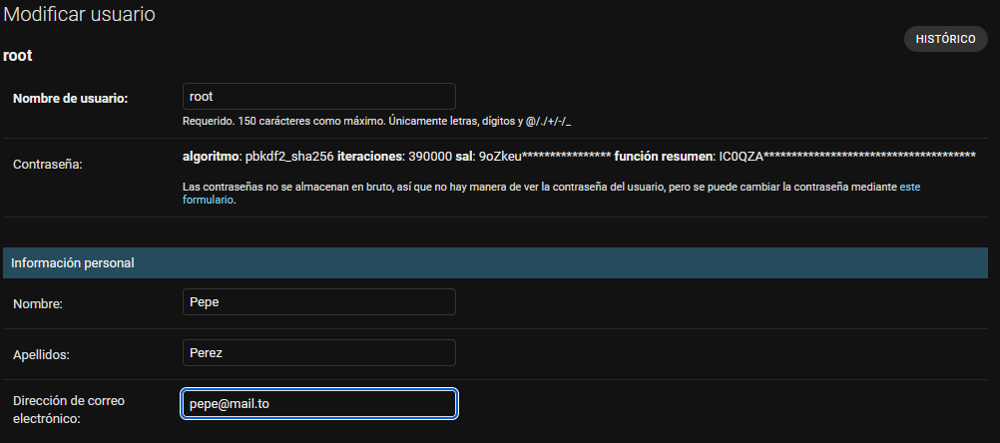 Modificar usuario
HISTÓRICO
root
Nombre de usuario: root
Requerido. 150 carácteres como máximo. Únicamente letras, dígitos y @/./+/-/_
Contraseña: algoritmo: pbkdf2_sha256 iteraciones: 390000 sal: 9oZkeu**************** función resumen: IC0QZA**************************************
Las contraseñas no se almacenan en bruto, así que no hay manera de ver la contraseña del usuario, pero se puede cambiar la contraseña mediante este
formulario.
Información personal
Nombre: Pepe
Apellidos: Perez
Dirección de correo
electrónico:
pepe@mail.to